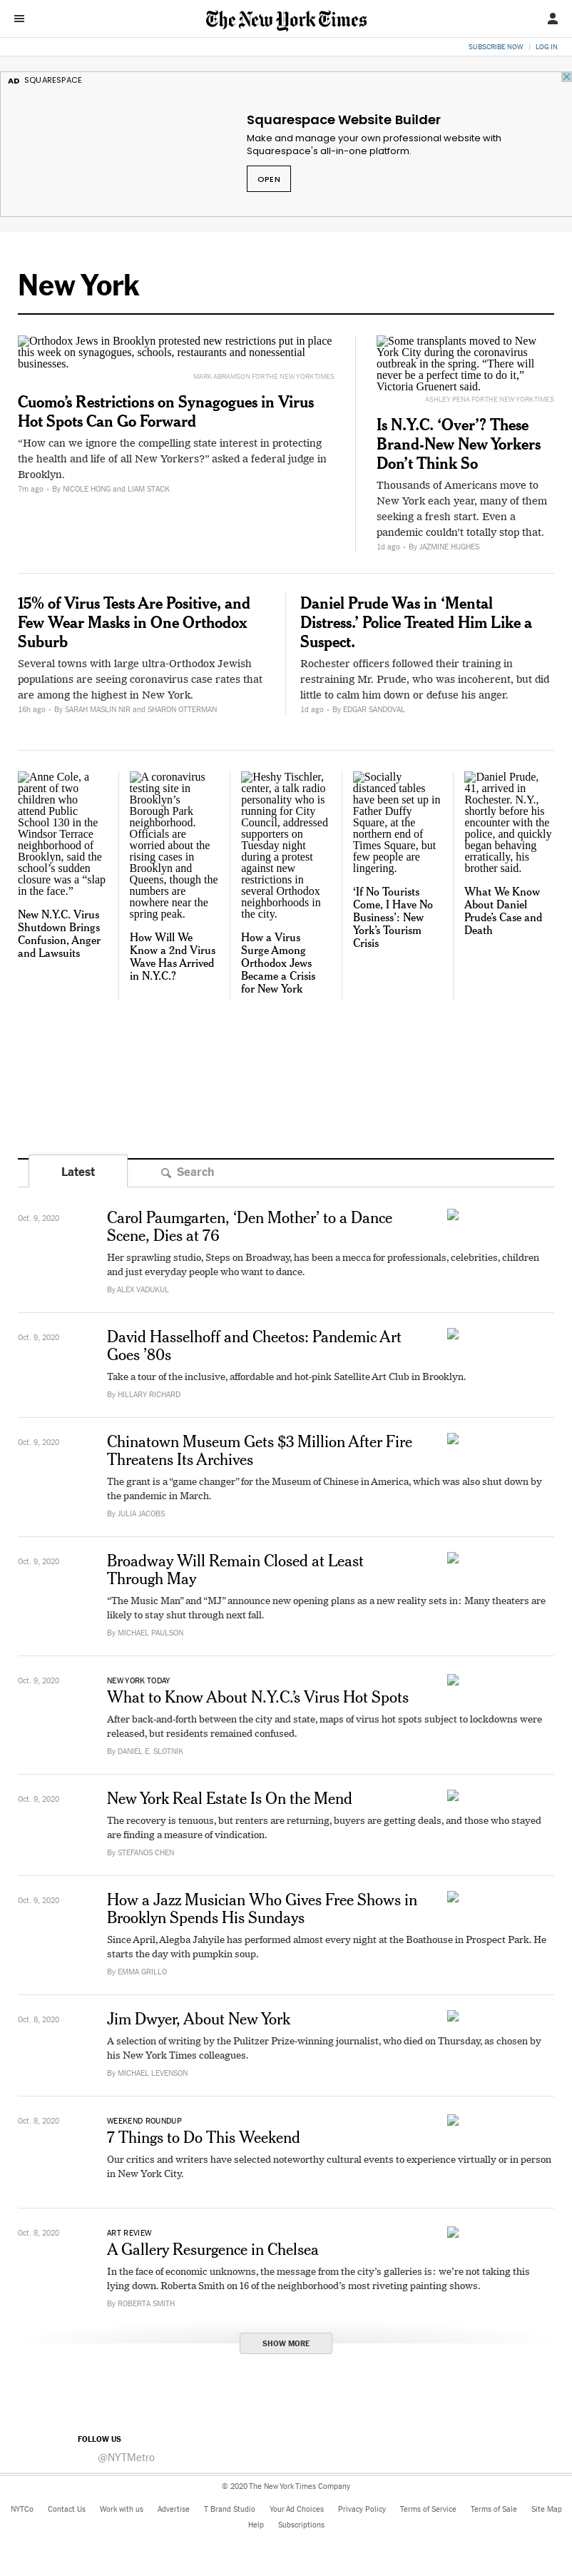 The New York Times
SUBSCRIBE NOW | LOG IN
AD SQUARESPACE
Squarespace Website Builder
Make and manage your own professional website with
Squarespace's all-in-one platform.
OPEN
New York
Orthodox Jews in Brooklyn protested new restrictions put in place
this week on synagogues, schools, restaurants and nonessential
businesses.
MARK ABRAMSON FOR THE NEW YORK TIMES
Cuomo’s Restrictions on Synagogues in Virus
Hot Spots Can Go Forward
“How can we ignore the compelling state interest in protecting
the health and life of all New Yorkers?” asked a federal judge in
Brooklyn.
7m ago • By NICOLE HONG and LIAM STACK
Some transplants moved to New
York City during the coronavirus
outbreak in the spring. “There will
never be a perfect time to do it,”
Victoria Gruenert said.
ASHLEY PENA FOR THE NEW YORK TIMES
Is N.Y.C. ‘Over’? These
Brand-New New Yorkers
Don’t Think So
Thousands of Americans move to
New York each year, many of them
seeking a fresh start. Even a
pandemic couldn’t totally stop that.
1d ago • By JAZMINE HUGHES
15% of Virus Tests Are Positive, and
Few Wear Masks in One Orthodox
Suburb
Several towns with large ultra-Orthodox Jewish
populations are seeing coronavirus case rates that
are among the highest in New York.
16h ago • By SARAH MASLIN NIR and SHARON OTTERMAN
Daniel Prude Was in ‘Mental
Distress.’ Police Treated Him Like a
Suspect.
Rochester officers followed their training in
restraining Mr. Prude, who was incoherent, but did
little to calm him down or defuse his anger.
1d ago • By EDGAR SANDOVAL
Anne Cole, a
parent of two
children who
attend Public
School 130 in the
Windsor Terrace
neighborhood of
Brooklyn, said the
school’s sudden
closure was a “slap
in the face.”
New N.Y.C. Virus
Shutdown Brings
Confusion, Anger
and Lawsuits
A coronavirus
testing site in
Brooklyn’s
Borough Park
neighborhood.
Officials are
worried about the
rising cases in
Brooklyn and
Queens, though the
numbers are
nowhere near the
spring peak.
How Will We
Know a 2nd Virus
Wave Has Arrived
in N.Y.C.?
Heshy Tischler,
center, a talk radio
personality who is
running for City
Council, addressed
supporters on
Tuesday night
during a protest
against new
restrictions in
several Orthodox
neighborhoods in
the city.
How a Virus
Surge Among
Orthodox Jews
Became a Crisis
for New York
Socially
distanced tables
have been set up in
Father Duffy
Square, at the
northern end of
Times Square, but
few people are
lingering.
‘If No Tourists
Come, I Have No
Business’: New
York’s Tourism
Crisis
Daniel Prude,
41, arrived in
Rochester. N.Y.,
shortly before his
encounter with the
police, and quickly
began behaving
erratically, his
brother said.
What We Know
About Daniel
Prude’s Case and
Death
Latest
Search
Oct. 9, 2020
Carol Paumgarten, ‘Den Mother’ to a Dance
Scene, Dies at 76
Her sprawling studio, Steps on Broadway, has been a mecca for professionals, celebrities, children
and just everyday people who want to dance.
By ALEX VADUKUL
Oct. 9, 2020
David Hasselhoff and Cheetos: Pandemic Art
Goes ’80s
Take a tour of the inclusive, affordable and hot-pink Satellite Art Club in Brooklyn.
By HILLARY RICHARD
Oct. 9, 2020
Chinatown Museum Gets $3 Million After Fire
Threatens Its Archives
The grant is a “game changer” for the Museum of Chinese in America, which was also shut down by
the pandemic in March.
By JULIA JACOBS
Oct. 9, 2020
Broadway Will Remain Closed at Least
Through May
“The Music Man” and “MJ” announce new opening plans as a new reality sets in: Many theaters are
likely to stay shut through next fall.
By MICHAEL PAULSON
Oct. 9, 2020
NEW YORK TODAY
What to Know About N.Y.C.’s Virus Hot Spots
After back-and-forth between the city and state, maps of virus hot spots subject to lockdowns were
released, but residents remained confused.
By DANIEL E. SLOTNIK
Oct. 9, 2020
New York Real Estate Is On the Mend
The recovery is tenuous, but renters are returning, buyers are getting deals, and those who stayed
are finding a measure of vindication.
By STEFANOS CHEN
Oct. 9, 2020
How a Jazz Musician Who Gives Free Shows in
Brooklyn Spends His Sundays
Since April, Alegba Jahyile has performed almost every night at the Boathouse in Prospect Park. He
starts the day with pumpkin soup.
By EMMA GRILLO
Oct. 8, 2020
Jim Dwyer, About New York
A selection of writing by the Pulitzer Prize-winning journalist, who died on Thursday, as chosen by
his New York Times colleagues.
By MICHAEL LEVENSON
Oct. 8, 2020
WEEKEND ROUNDUP
7 Things to Do This Weekend
Our critics and writers have selected noteworthy cultural events to experience virtually or in person
in New York City.
Oct. 8, 2020
ART REVIEW
A Gallery Resurgence in Chelsea
In the face of economic unknowns, the message from the city’s galleries is: we’re not taking this
lying down. Roberta Smith on 16 of the neighborhood’s most riveting painting shows.
By ROBERTA SMITH
SHOW MORE
FOLLOW US
@NYTMetro
© 2020 The New York Times Company
NYTCo Contact Us Work with us Advertise T Brand Studio Your Ad Choices Privacy Policy Terms of Service Terms of Sale Site Map
Help Subscriptions